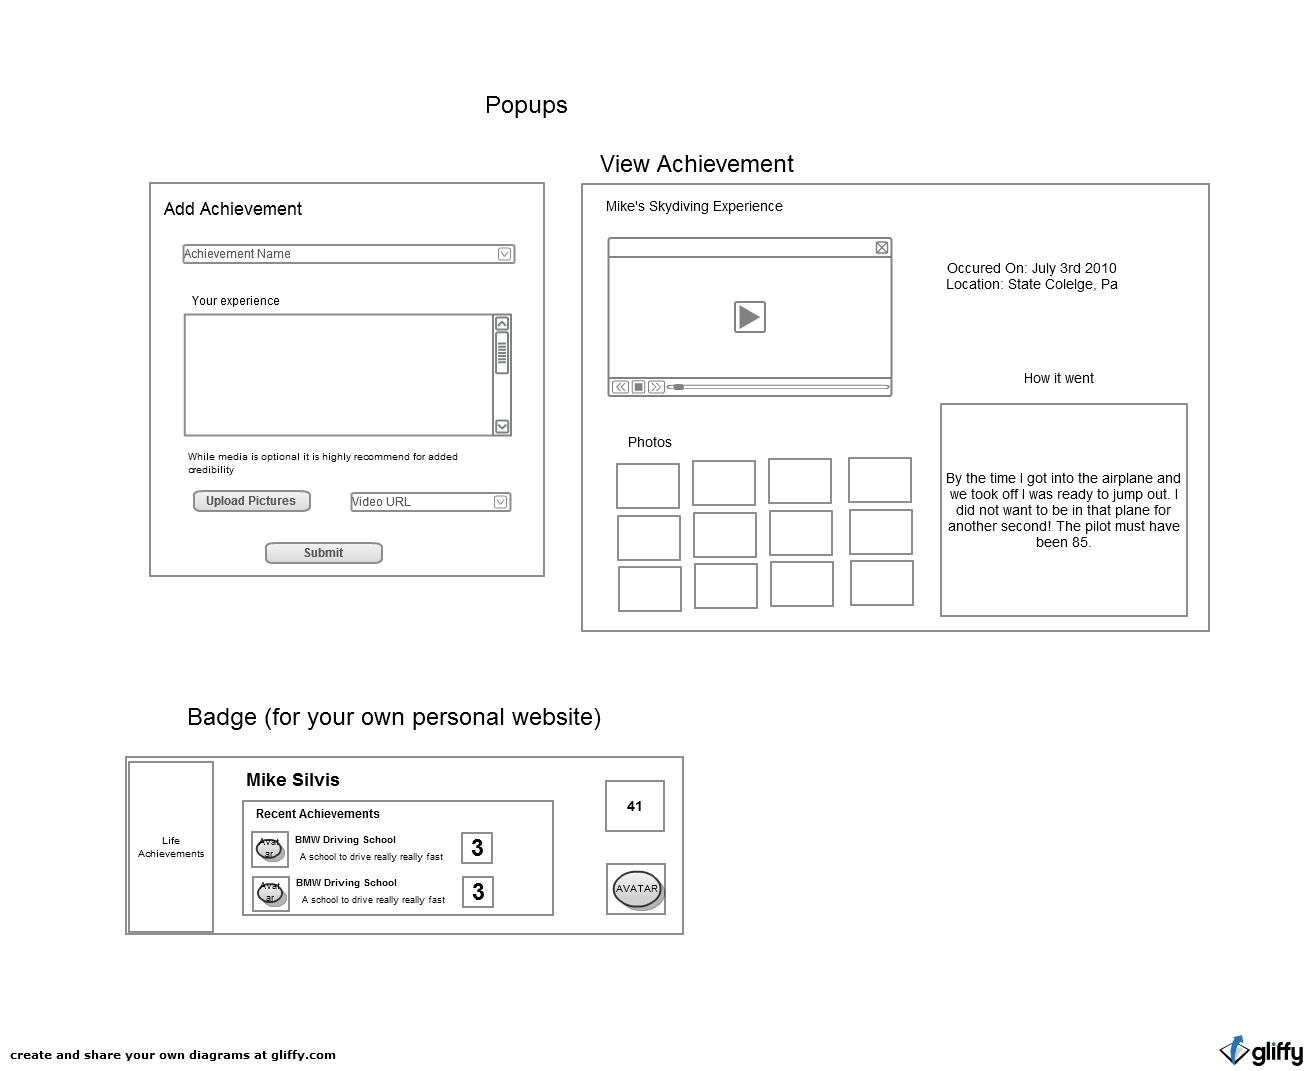 Popups
View Achievement
Add Achievement
Achievement Name
Your experience
While media is optional it is highly recommend for added
credibility
Upload Pictures
Video URL
Submit
Mike's Skydiving Experience
Occured On: July 3rd 2010
Location: State Colelge, Pa
How it went
Photos
By the time I got into the airplane and
we took off I was ready to jump out. I
did not want to be in that plane for
another second! The pilot must have
been 85.
Badge (for your own personal website)
Life
Achievements
Mike Silvis
Recent Achievements
Avat
ar
BMW Driving School
A school to drive really really fast
3
Avat
ar
BMW Driving School
A school to drive really really fast
3
41
AVATAR
create and share your own diagrams at gliffy.com
gliffy